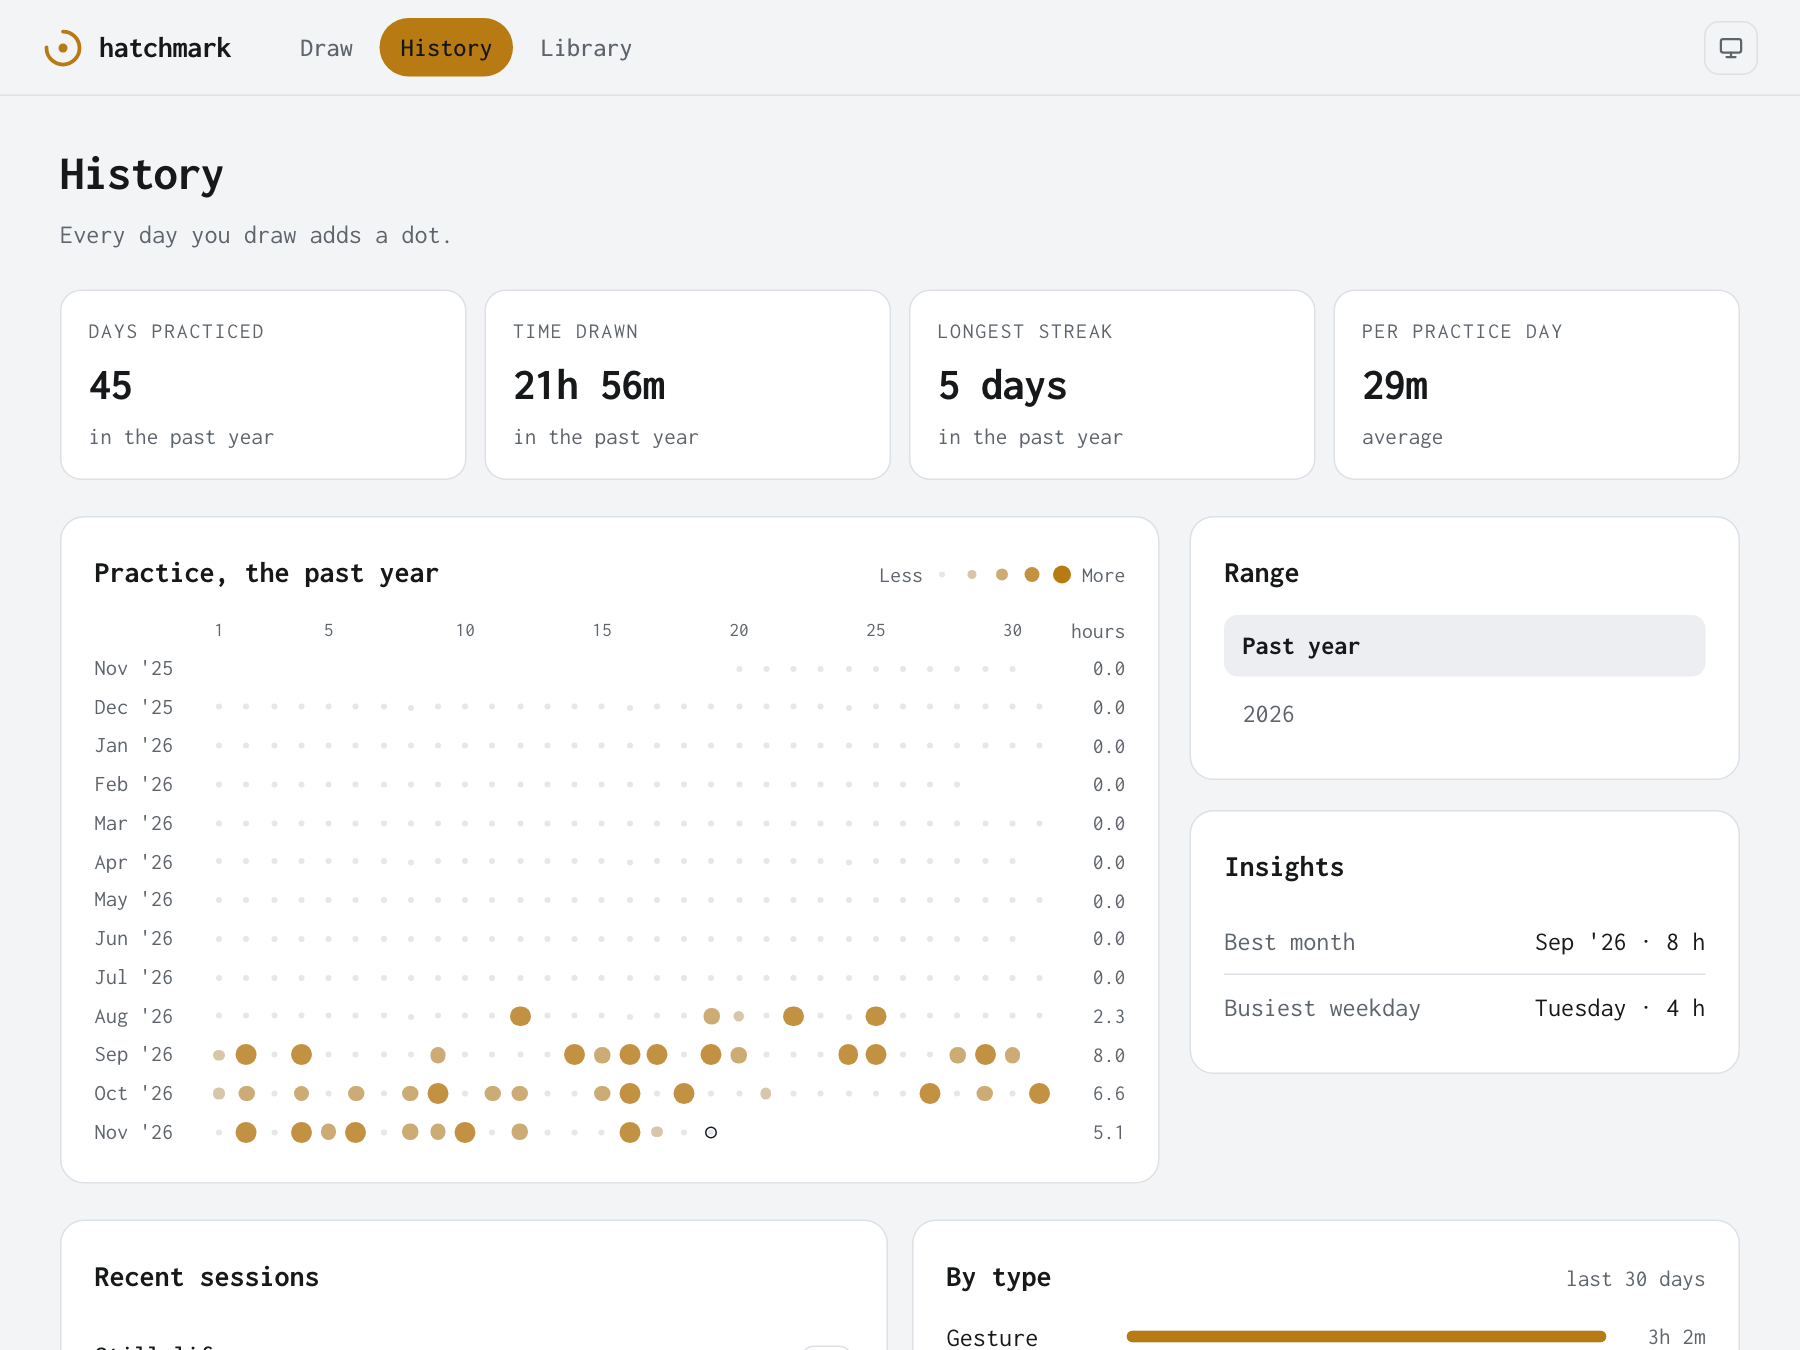 hatchmark Draw History Library
History
Every day you draw adds a dot.
DAYS PRACTICED
45
in the past year
TIME DRAWN
21h 56m
in the past year
LONGEST STREAK
5 days
in the past year
PER PRACTICE DAY
29m
average
Practice, the past year
Less More
1 5 10 15 20 25 30 hours
Nov '25 0.0
Dec '25 0.0
Jan '26 0.0
Feb '26 0.0
Mar '26 0.0
Apr '26 0.0
May '26 0.0
Jun '26 0.0
Jul '26 0.0
Aug '26 2.3
Sep '26 8.0
Oct '26 6.6
Nov '26 5.1
Range
Past year
2026
Insights
Best month Sep '26 · 8 h
Busiest weekday Tuesday · 4 h
Recent sessions
By type last 30 days
Gesture 3h 2m